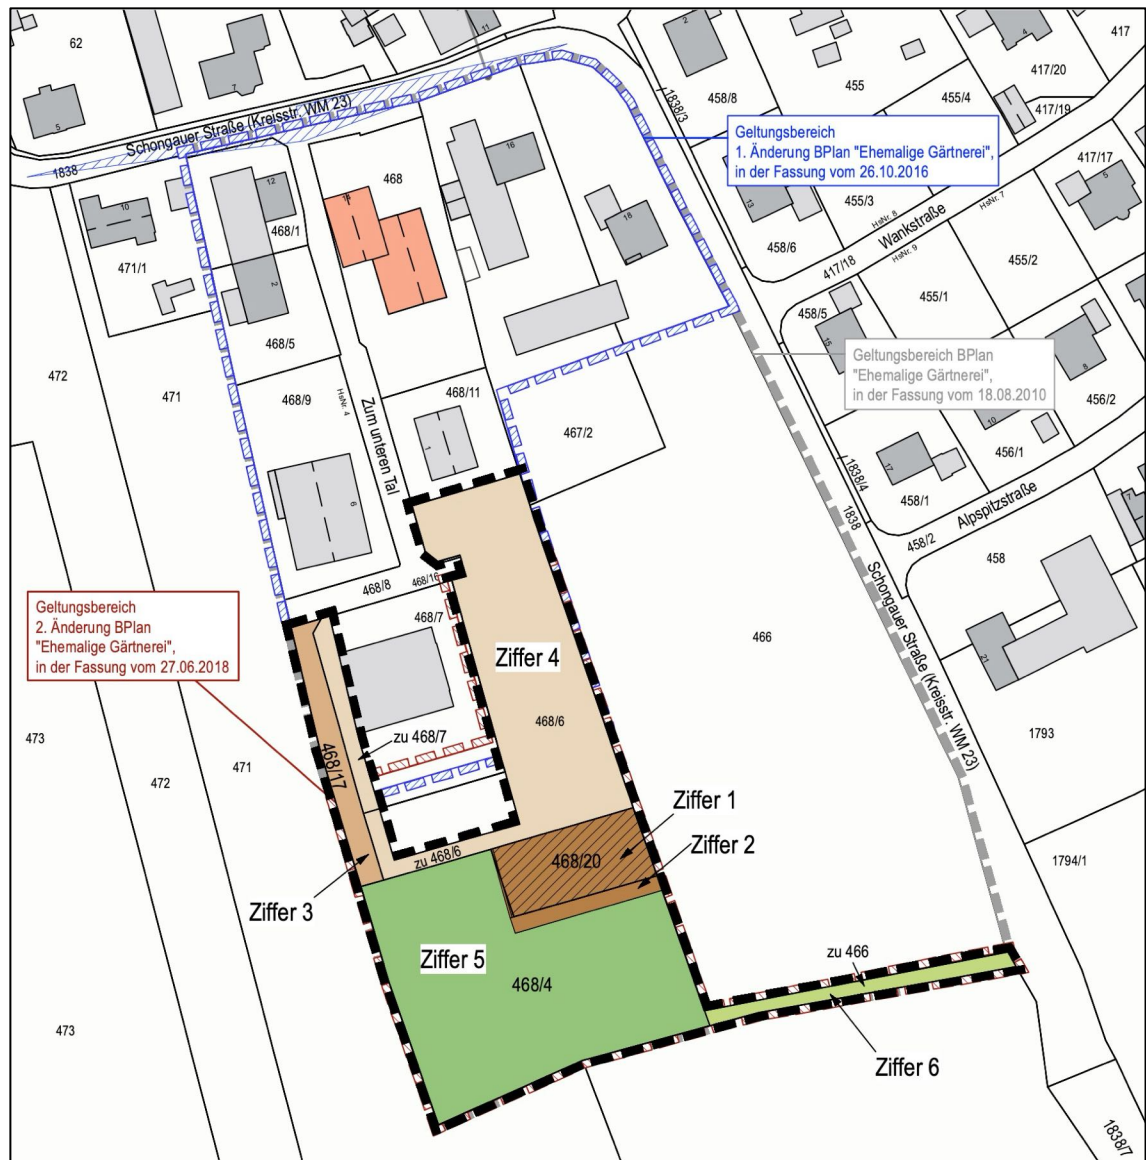 62
7
5
11
2
4
417
417/20
417/19
455
455/4
458/8
1838/3
Schongauer Straße (Kreisstr. WM 23)
1838
Geltungsbereich
1. Änderung BPlan "Ehemalige Gärtnerei",
in der Fassung vom 26.10.2016
417/17
5
10
12
14
468
16
18
13
455/3
HsNr. 8
Wankstraße
HsNr. 7
471/1
468/1
2
458/6
417/18
HsNr. 9
455/2
468/5
458/5
15
455/1
8
472
471
468/9
HsNr. 4
Zum unteren Tal
468/11
1
467/2
Geltungsbereich BPlan
"Ehemalige Gärtnerei",
in der Fassung vom 18.08.2010
10
456/2
456/1
17
1838/4
458/1
6
1838
Alpspitzstraße
7
458/2
458
468/8
468/16
468/7
Geltungsbereich
2. Änderung BPlan
"Ehemalige Gärtnerei",
in der Fassung vom 27.06.2018
466
Schongauer Straße (Kreisstr. WM 23)
21
Ziffer 4
468/6
473
472
471
468/17
zu 468/7
1793
Ziffer 1
Ziffer 2
zu 468/6
468/20
1794/1
Ziffer 3
Ziffer 5
468/4
zu 466
473
Ziffer 6
1838/7